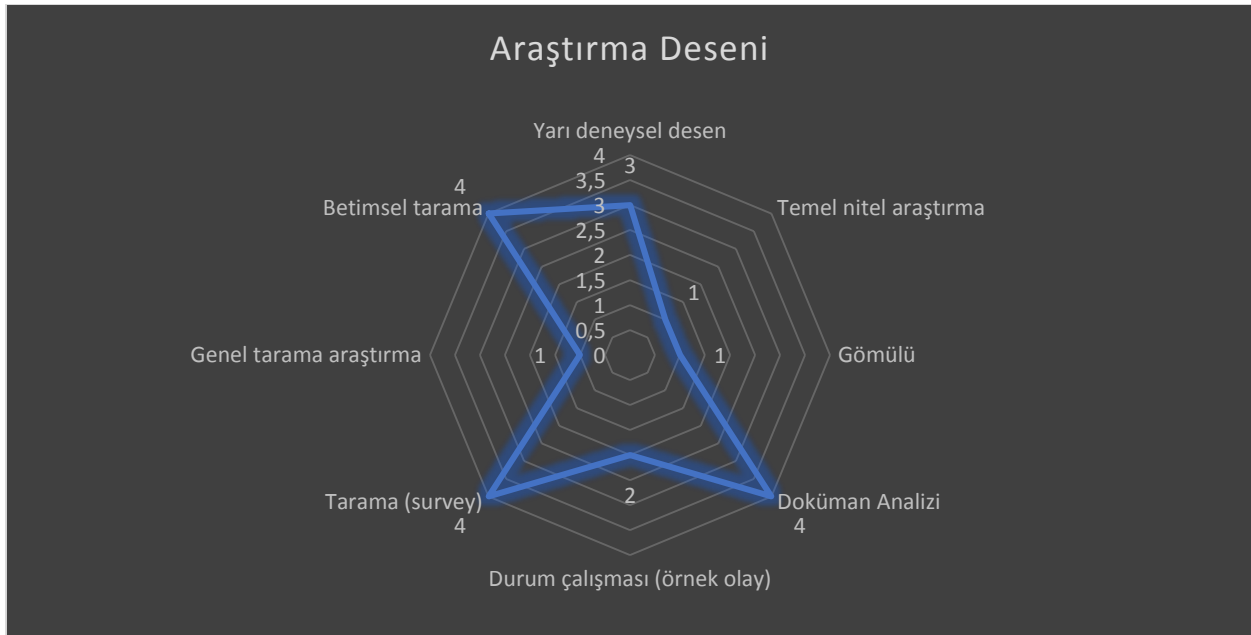 Araştırma Deseni
Yarı deneysel desen
4
3
3,5
4
Betimsel tarama
3
Temel nitel araştırma
2,5
2
1,5
1
1
0,5
Genel tarama araştırma
1
0
1
Gömülü
Tarama (survey)
2
Doküman Analizi
4
4
Durum çalışması (örnek olay)